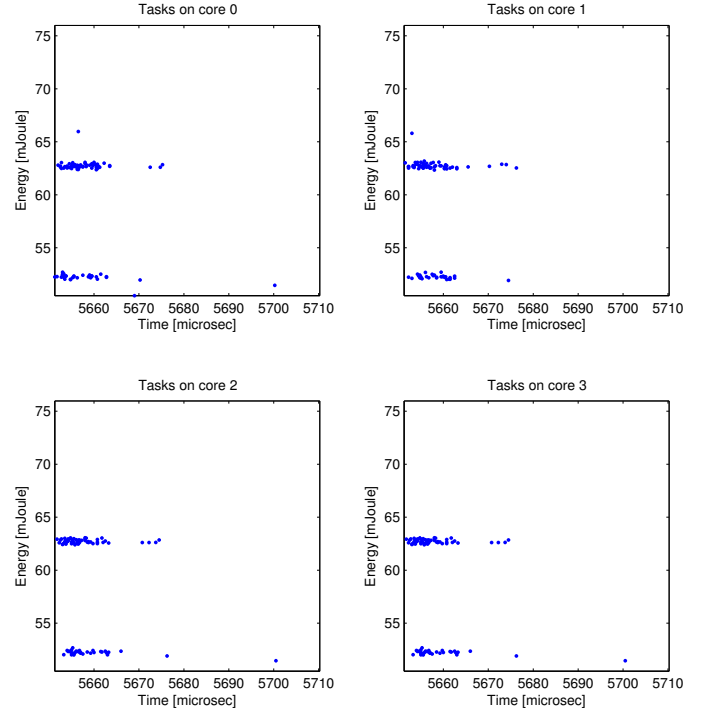 Tasks on core 0
Energy [mJoule]
75
70
65
60
55
5660 5670 5680 5690 5700 5710
Time [microsec]
Tasks on core 1
Energy [mJoule]
75
70
65
60
55
5660 5670 5680 5690 5700 5710
Time [microsec]
Tasks on core 2
Energy [mJoule]
75
70
65
60
55
5660 5670 5680 5690 5700 5710
Time [microsec]
Tasks on core 3
Energy [mJoule]
75
70
65
60
55
5660 5670 5680 5690 5700 5710
Time [microsec]